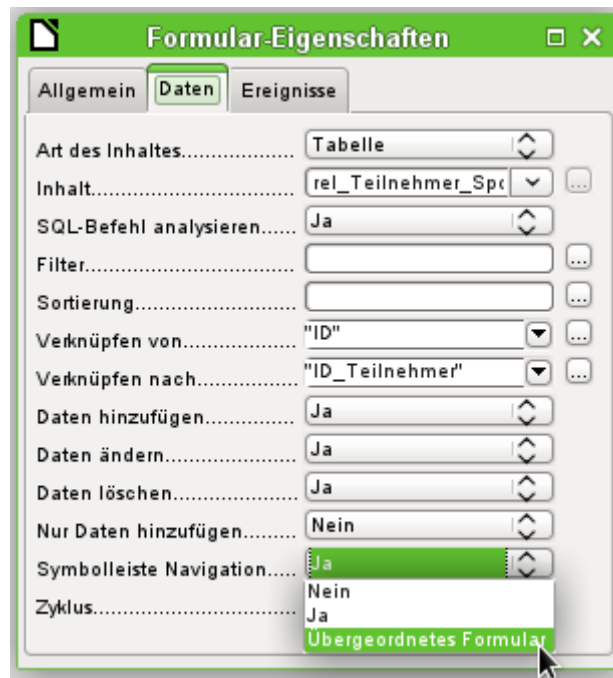 Formular-Eigenschaften
Allgemein Daten Ereignisse
Art des Inhaltes..................... Tabelle
Inhalt..................................... rel_Teilnehmer_Spo ...
SQL-Befehl analysieren...... Ja
Filter...................................... ...
Sortierung.............................. ...
Verknüpfen von..................... "ID" ...
Verknüpfen nach................... "ID_Teilnehmer" ...
Daten hinzufügen.................. Ja
Daten ändern......................... Ja
Daten löschen........................ Ja
Nur Daten hinzufügen........... Nein
Symbolleiste Navigation...... Ja
Nein
Zyklus..................................... Ja
Übergeordnetes Formular